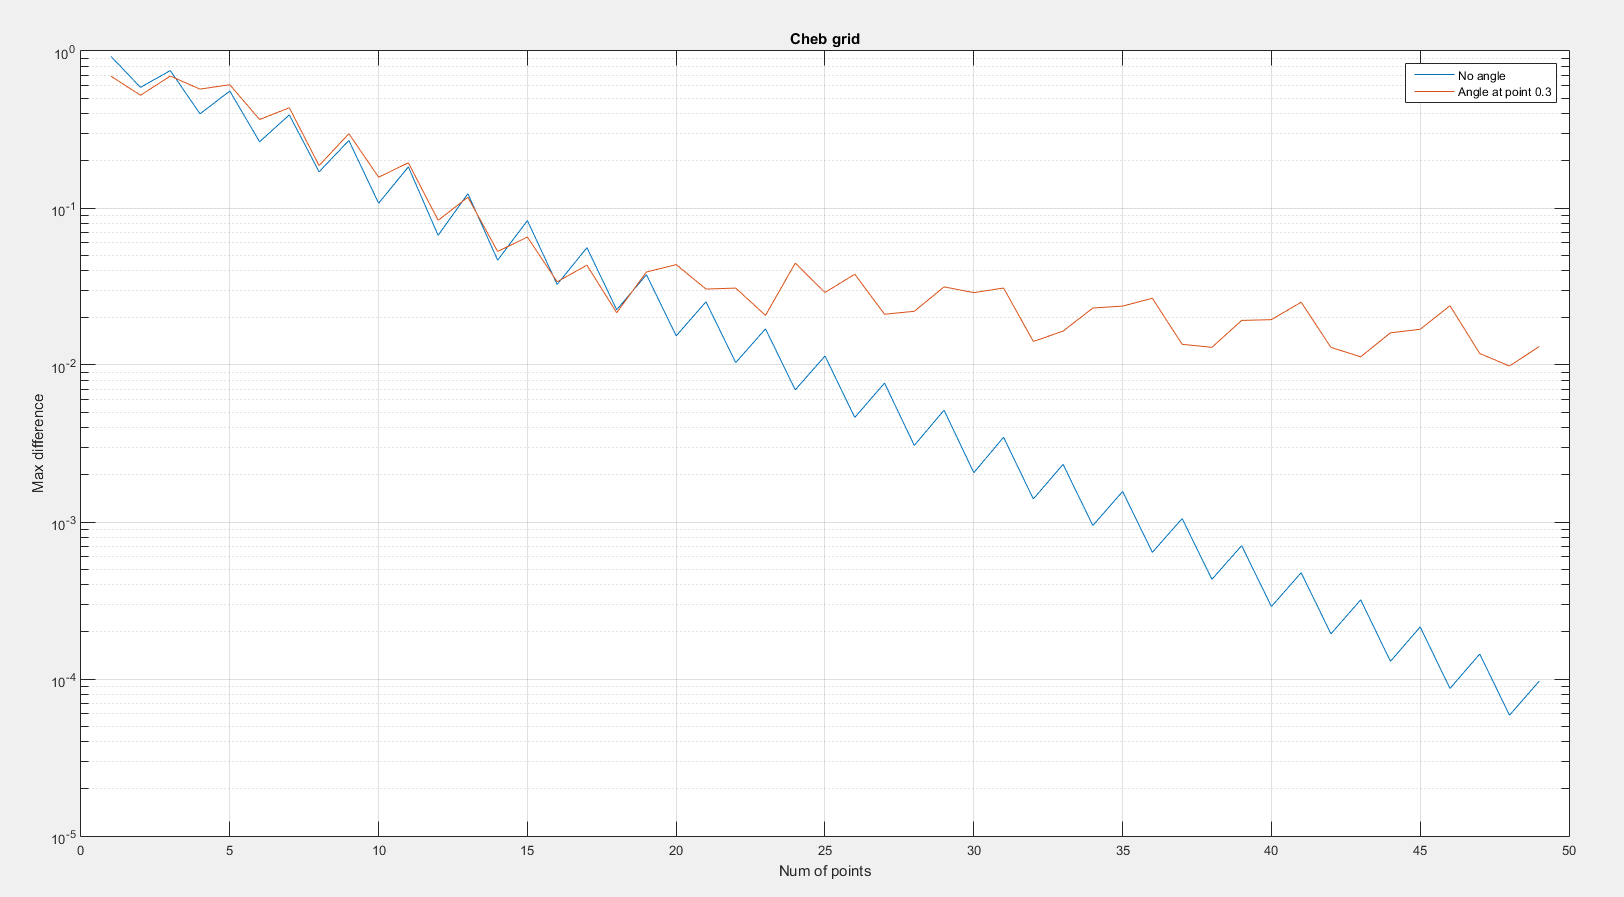 Cheb grid
No angle
Angle at point 0.3
10^0
10^-1
10^-2
10^-3
10^-4
10^-5
Max difference
0 5 10 15 20 25 30 35 40 45 50
Num of points